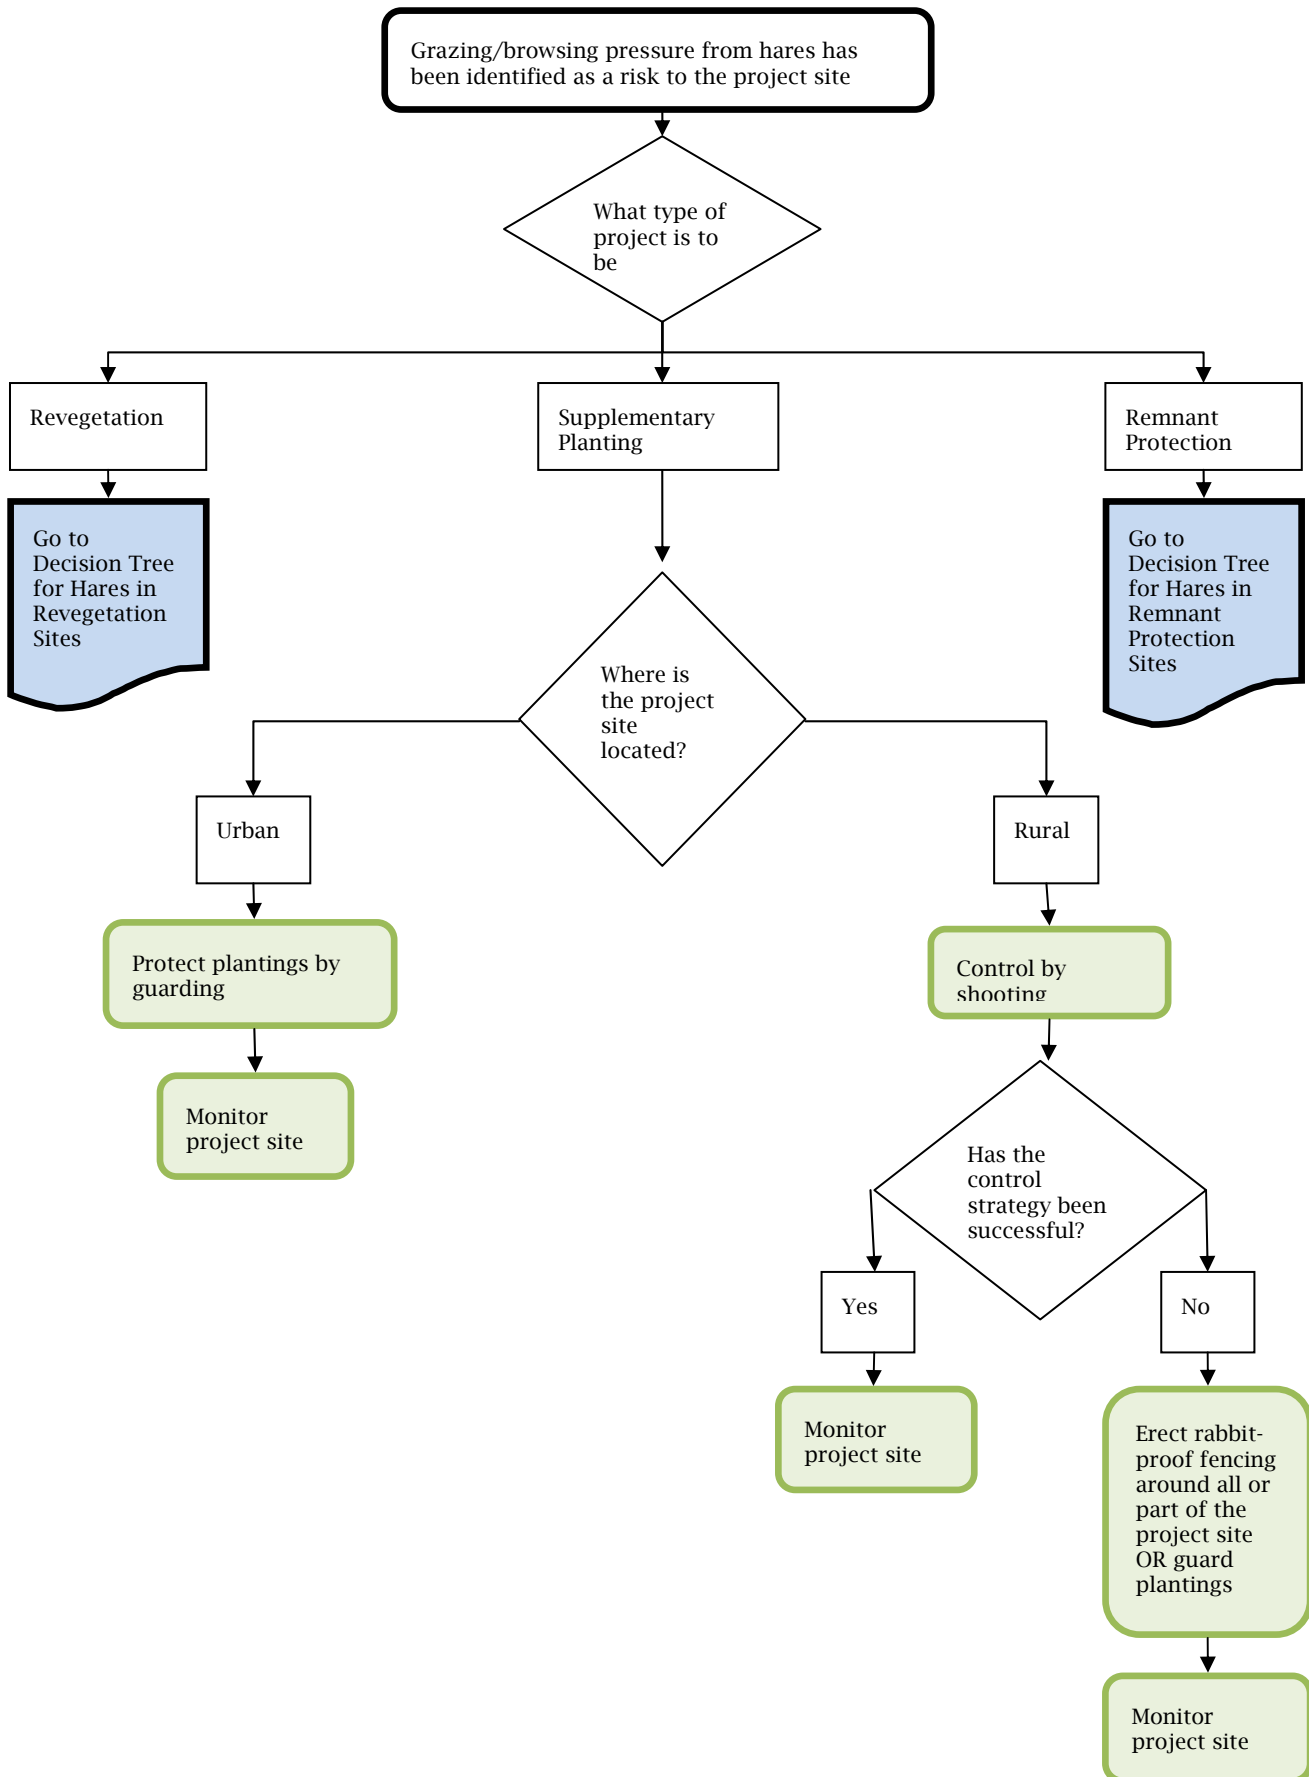 Grazing/browsing pressure from hares has
been identified as a risk to the project site
What type of
project is to
be
Revegetation
Supplementary
Planting
Remnant
Protection
Go to
Decision Tree
for Hares in
Revegetation
Sites
Go to
Decision Tree
for Hares in
Remnant
Protection
Sites
Where is
the project
site
located?
Urban
Rural
Protect plantings by
guarding
Control by
shooting
Monitor
project site
Has the
control
strategy been
successful?
Yes
No
Monitor
project site
Erect rabbit-
proof fencing
around all or
part of the
project site
OR guard
plantings
Monitor
project site